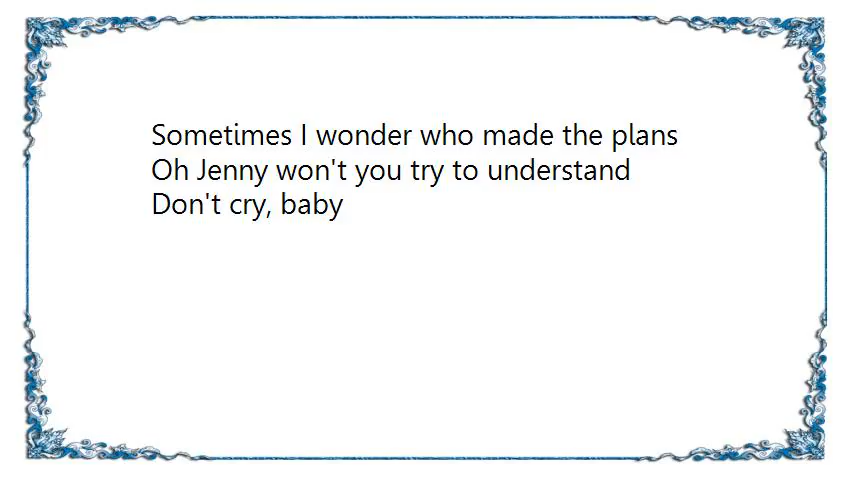 Sometimes I wonder who made the plans
Oh Jenny won't you try to understand
Don't cry, baby